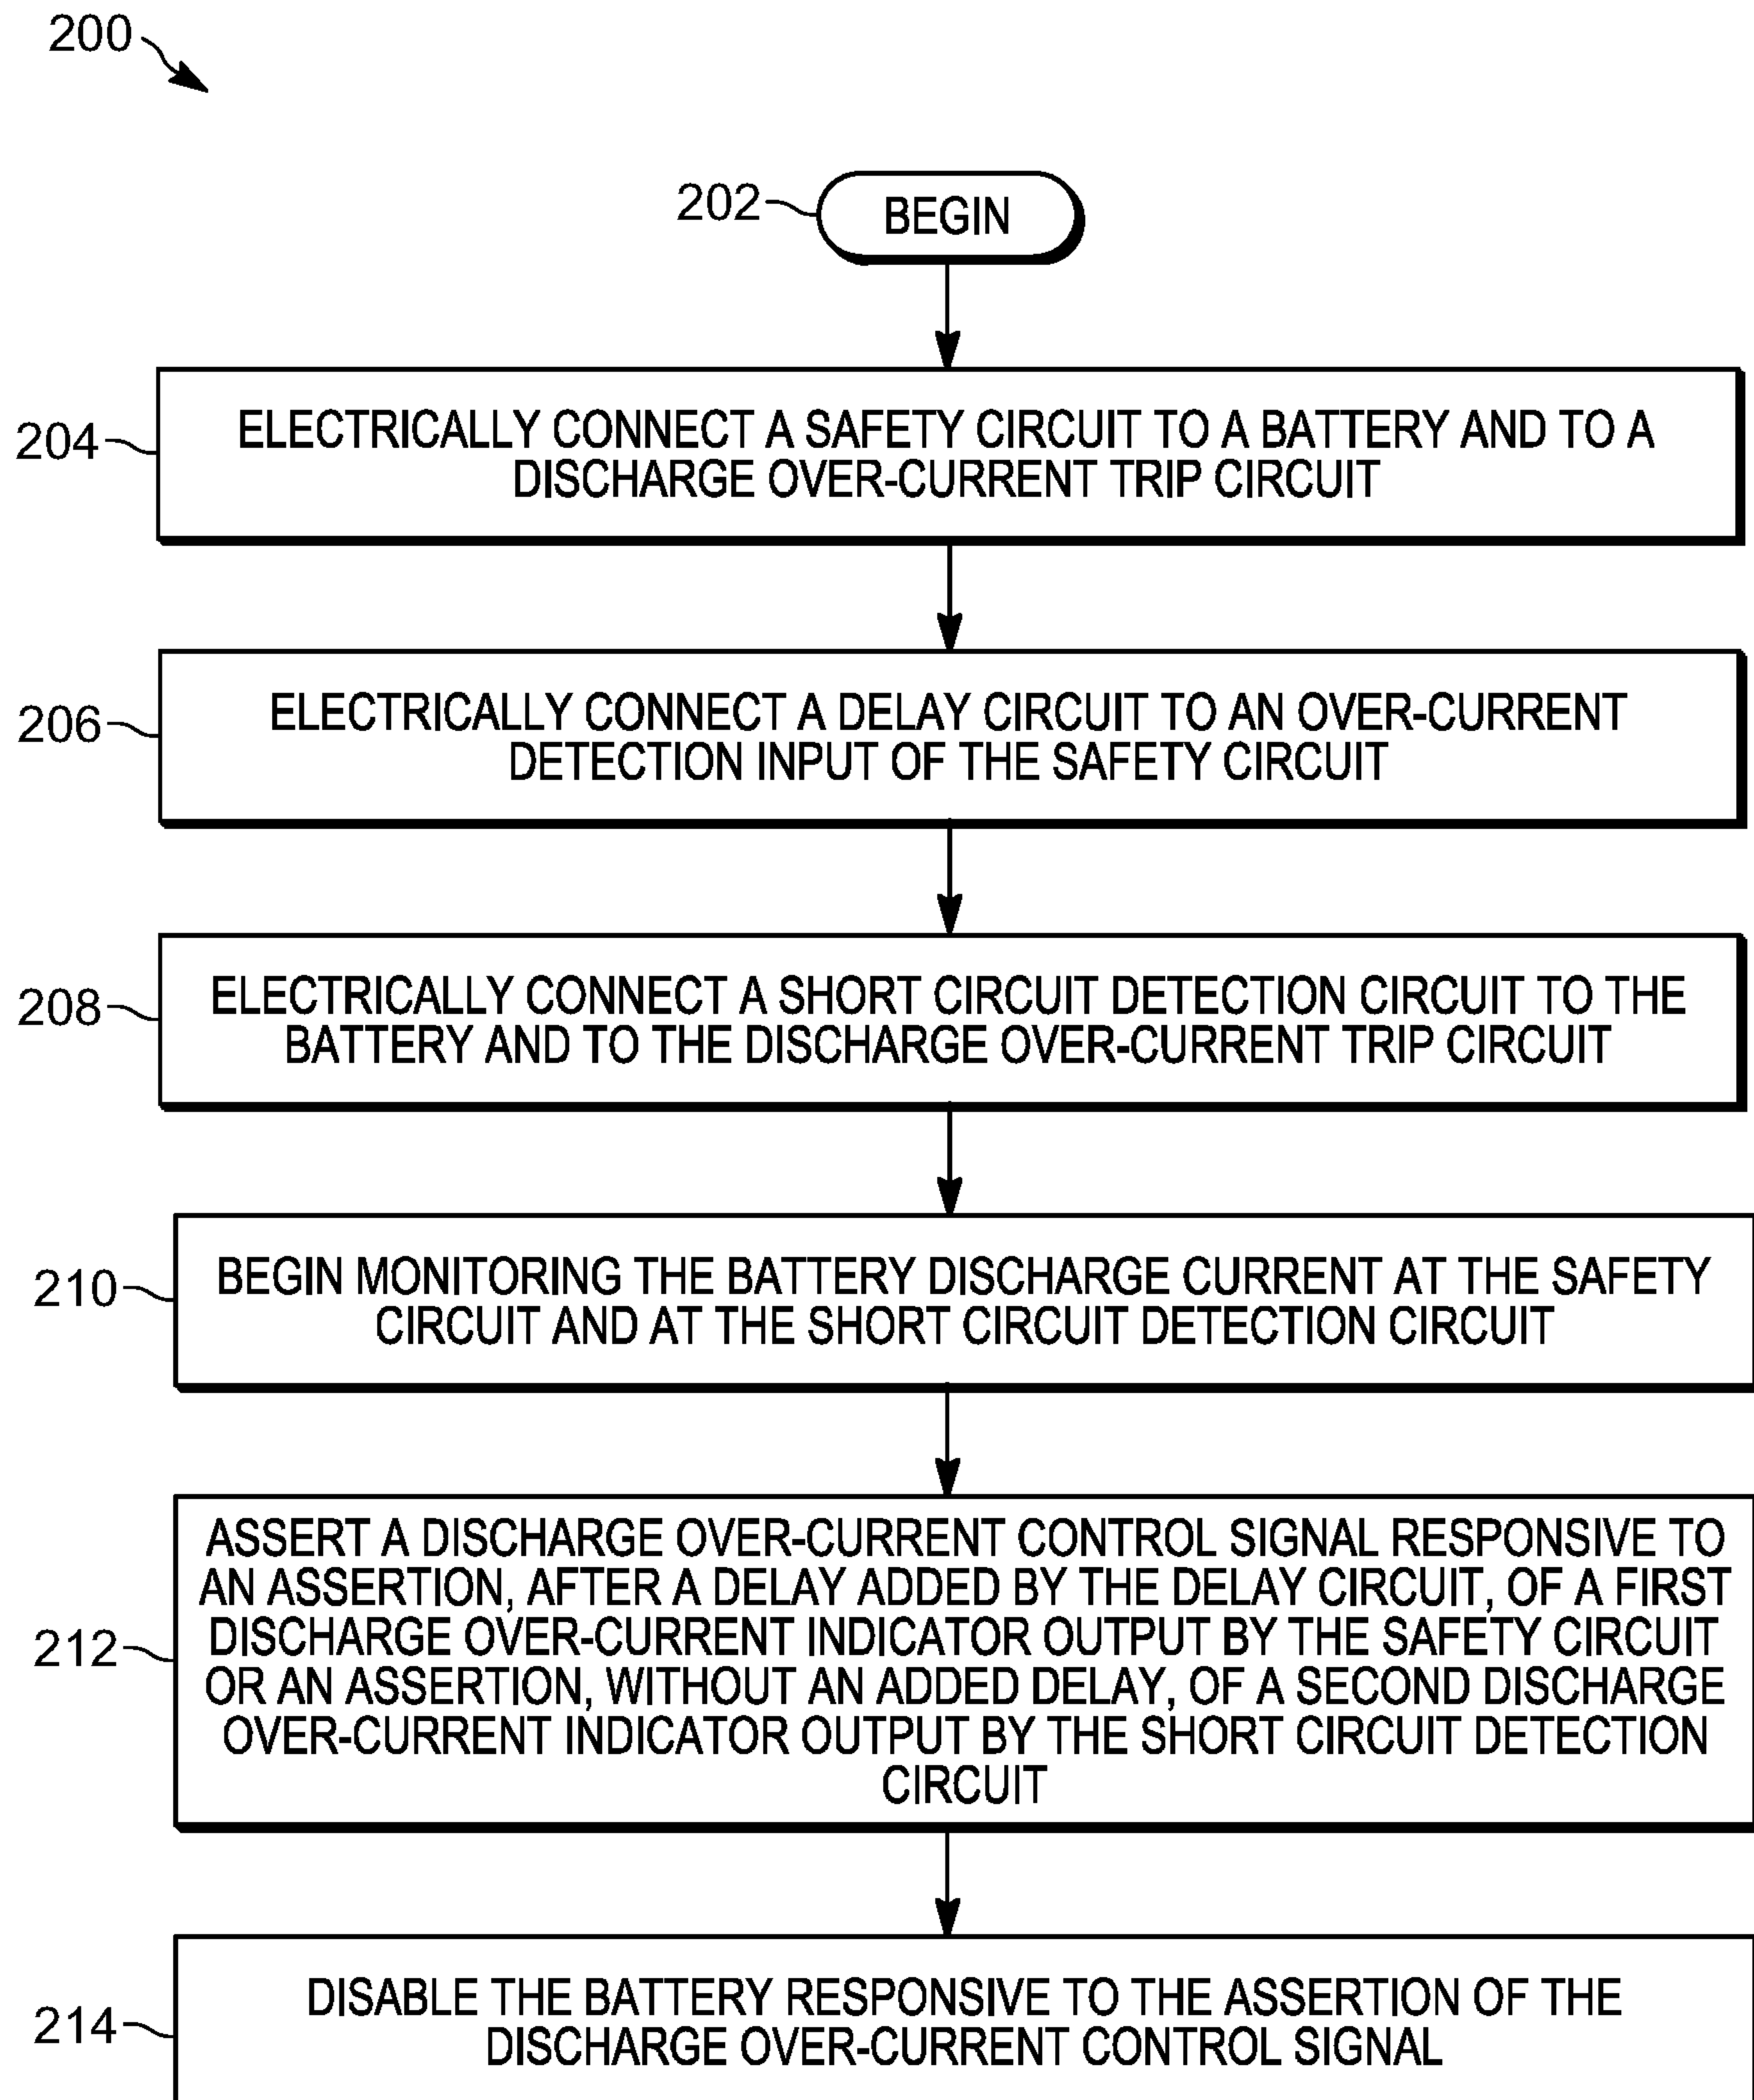 200
202
BEGIN
204
ELECTRICALLY CONNECT A SAFETY CIRCUIT TO A BATTERY AND TO A
DISCHARGE OVER-CURRENT TRIP CIRCUIT
206
ELECTRICALLY CONNECT A DELAY CIRCUIT TO AN OVER-CURRENT
DETECTION INPUT OF THE SAFETY CIRCUIT
208
ELECTRICALLY CONNECT A SHORT CIRCUIT DETECTION CIRCUIT TO THE
BATTERY AND TO THE DISCHARGE OVER-CURRENT TRIP CIRCUIT
210
BEGIN MONITORING THE BATTERY DISCHARGE CURRENT AT THE SAFETY
CIRCUIT AND AT THE SHORT CIRCUIT DETECTION CIRCUIT
212
ASSERT A DISCHARGE OVER-CURRENT CONTROL SIGNAL RESPONSIVE TO
AN ASSERTION, AFTER A DELAY ADDED BY THE DELAY CIRCUIT, OF A FIRST
DISCHARGE OVER-CURRENT INDICATOR OUTPUT BY THE SAFETY CIRCUIT
OR AN ASSERTION, WITHOUT AN ADDED DELAY, OF A SECOND DISCHARGE
OVER-CURRENT INDICATOR OUTPUT BY THE SHORT CIRCUIT DETECTION
CIRCUIT
214
DISABLE THE BATTERY RESPONSIVE TO THE ASSERTION OF THE
DISCHARGE OVER-CURRENT CONTROL SIGNAL